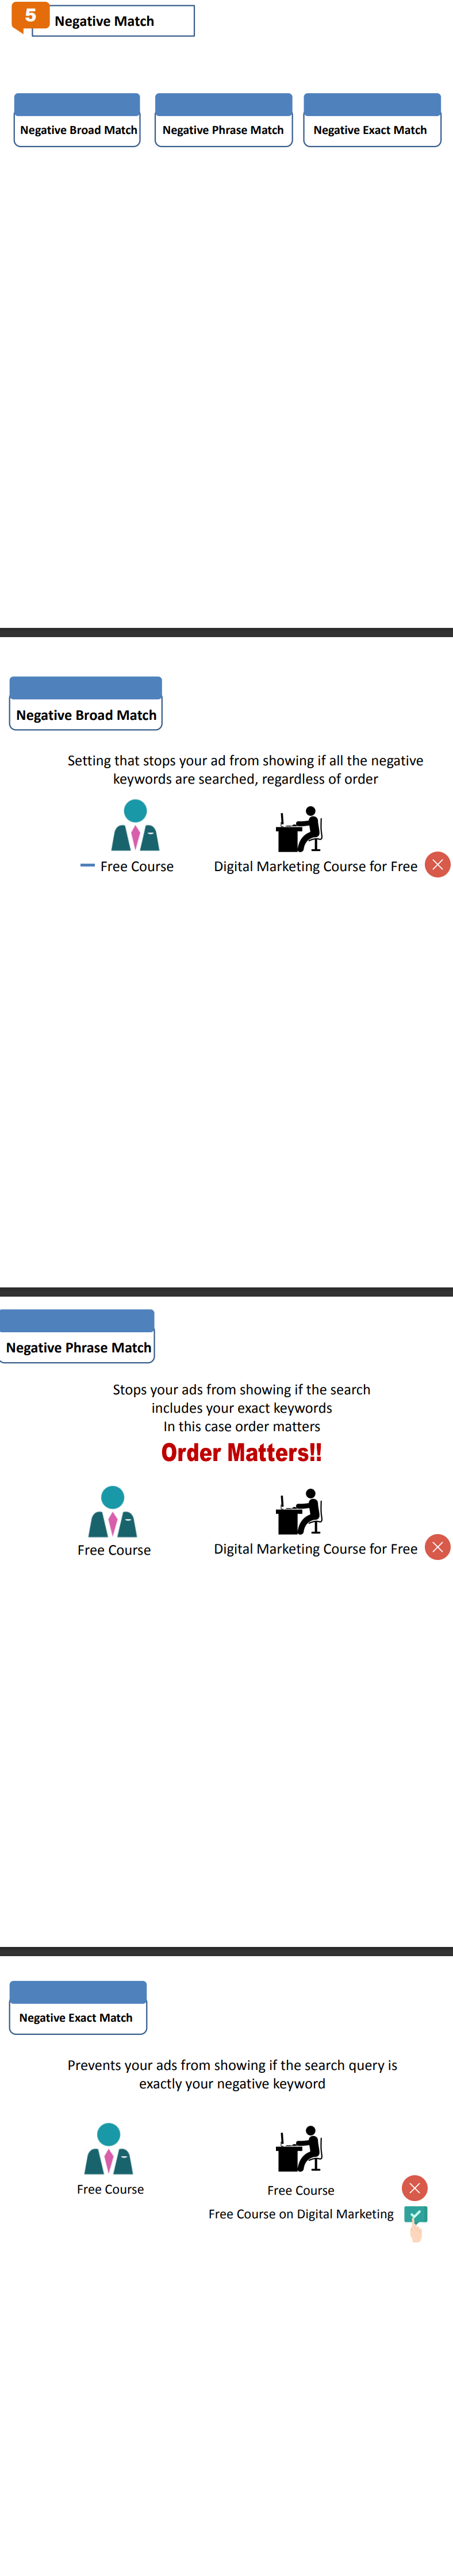 5
Negative Match
Negative Broad Match
Negative Phrase Match
Negative Exact Match
Negative Broad Match
Setting that stops your ad from showing if all the negative
keywords are searched, regardless of order
Free Course
Digital Marketing Course for Free
Negative Phrase Match
Stops your ads from showing if the search
includes your exact keywords
In this case order matters
Order Matters!!
Free Course
Digital Marketing Course for Free
Negative Exact Match
Prevents your ads from showing if the search query is
exactly your negative keyword
Free Course
Free Course
Free Course on Digital Marketing